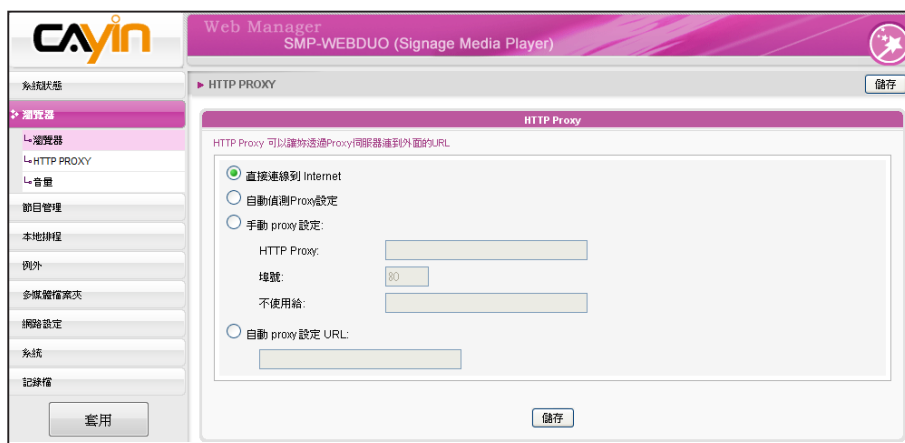 CAYIN
Web Manager
SMP-WEBDUO (Signage Media Player)
系統狀態
瀏覽器
瀏覽器
HTTP PROXY
音量
節目管理
本地排程
例外
多媒體檔案夾
網路設定
系統
記錄檔
套用
HTTP PROXY
儲存
HTTP Proxy
HTTP Proxy 可以讓妳透過Proxy伺服器連到外面的URL
直接連線到 Internet
自動偵測Proxy設定
手動 proxy 設定:
HTTP Proxy:
埠號: 80
不使用給:
自動 proxy 設定 URL:
儲存